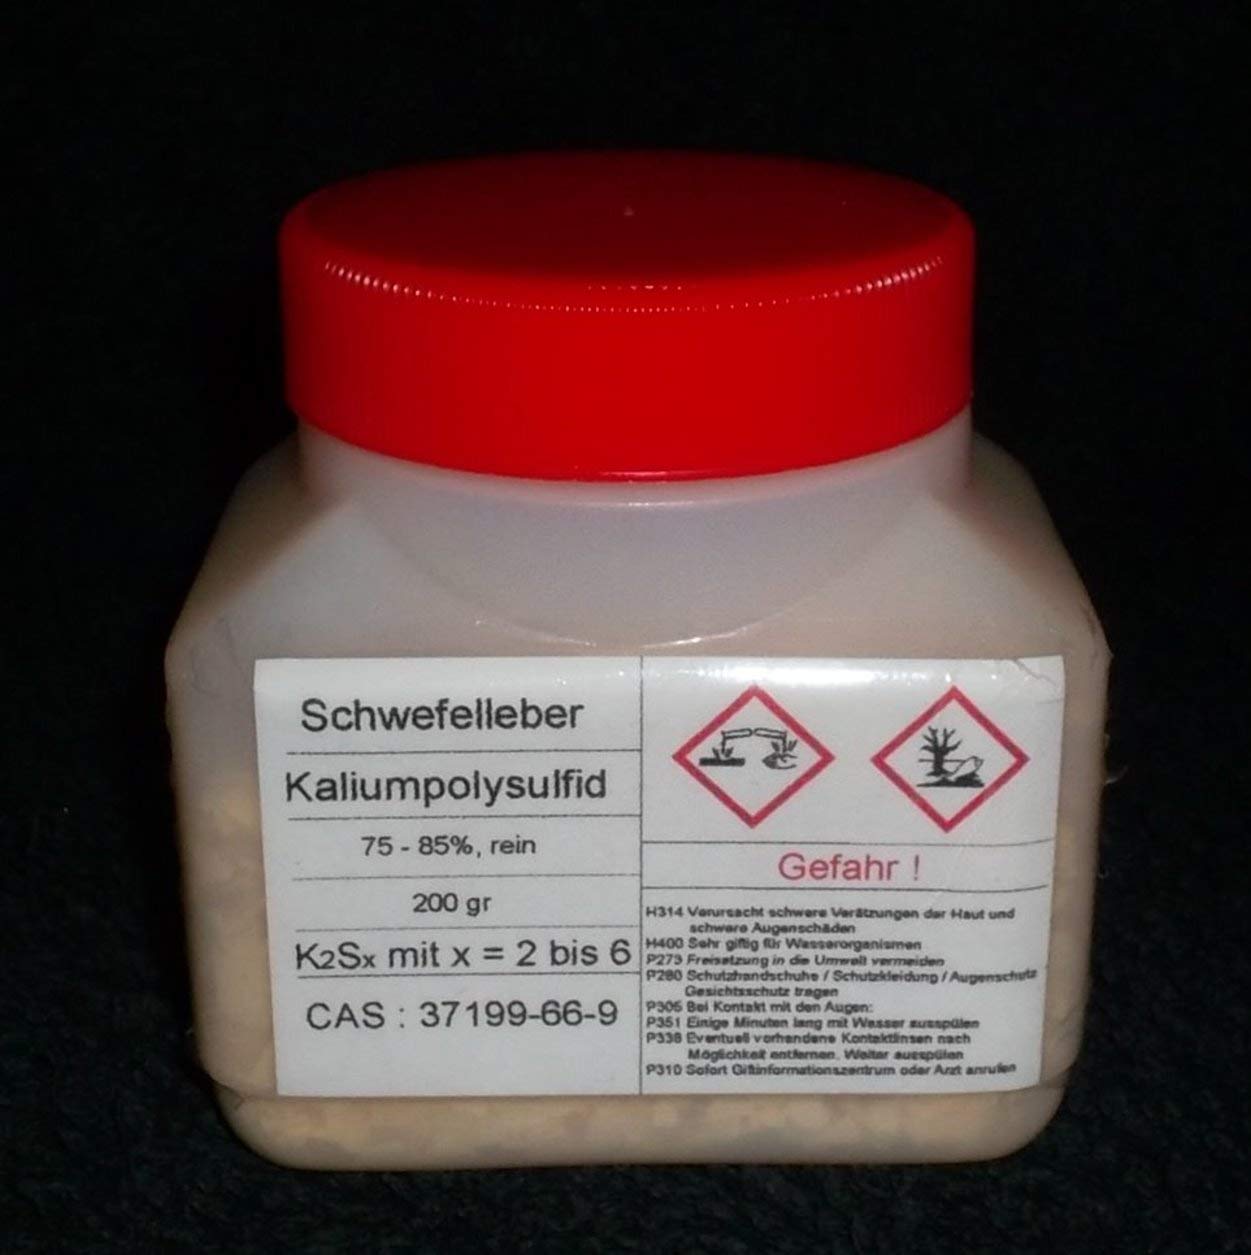 Schwefelleber
Kaliumpolysulfid
75 - 85%, rein
200 gr
K2Sx mit x = 2 bis 6
CAS : 37199-66-9
Gefahr !
H314 Verursacht schwere Verätzungen der Haut und
schwere Augenschäden
H400 Sehr giftig für Wasserorganismen
P273 Freisetzung in die Umwelt vermeiden
P280 Schutzhandschuhe / Schutzkleidung / Augenschutz
Gesichtsschutz tragen
P305 Bei Kontakt mit den Augen:
P351 Einige Minuten lang mit Wasser ausspülen
P338 Eventuell vorhandene Kontaktlinsen nach
Möglichkeit entfernen. Weiter ausspülen
P310 Sofort Giftinformationszentrum oder Arzt anrufen